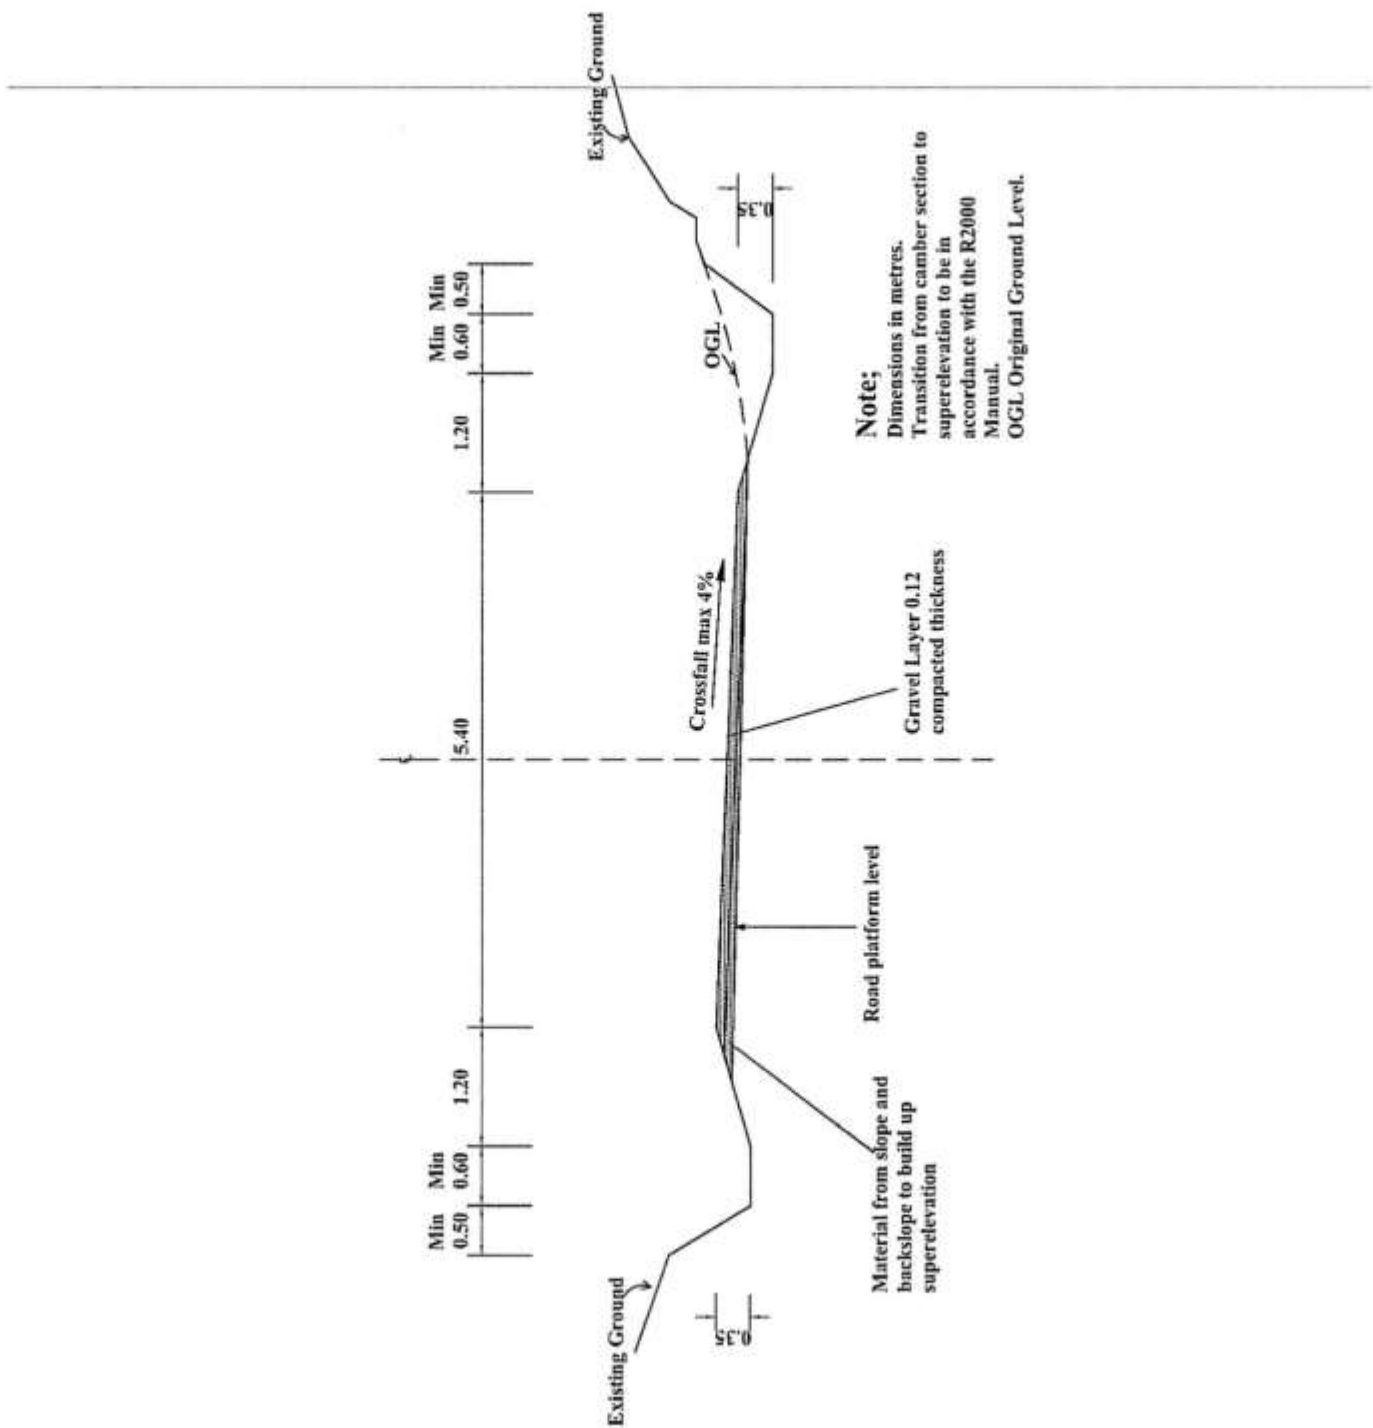 Existing Ground
Min
0.50
Min
0.60
1.20
5.40
1.20
Min
0.60
Min
0.50
Existing Ground
0.35
0.35
OGL
Crossfall max 4%
Material from slope and
backslope to build up
superelevation
Road platform level
Gravel Layer 0.12
compacted thickness
Note;
Dimensions in metres.
Transition from camber section to
superelevation to be in
accordance with the R2000
Manual.
OGL Original Ground Level.